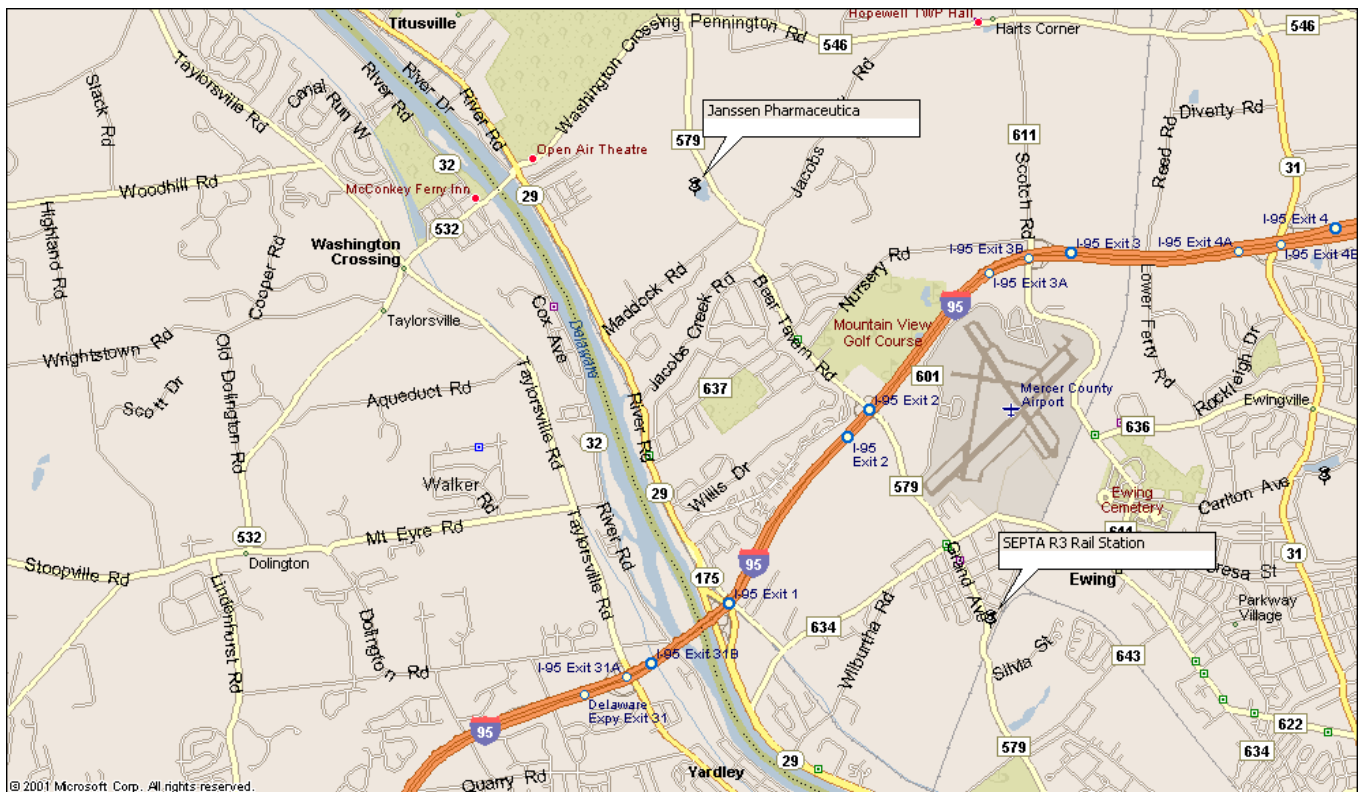 Titusville
Hopewell TWP Hall
Harts Corner
546
546
Washington Crossing Pennington Rd
Slack Rd
Taylorsville Rd
Canal Run W
River Rd
River Dr
River Rd
Jacobs
Rd
Janssen Pharmaceutica
Diverty Rd
579
611
Scotch Rd
Reed Rd
31
Open Air Theatre
32
Woodhill Rd
McConkey Ferry Inn
29
532
Highland Rd
Washington
Crossing
Cooper Rd
I-95 Exit 4
I-95 Exit 3B
I-95 Exit 3
I-95 Exit 4A
I-95 Exit 4B
I-95 Exit 3A
Nursery Rd
Maddock Rd
Bear Tavern Rd
95
Lower Ferry Rd
Cox Ave
Delaware
Jacobs Creek Rd
Taylorsville
Mountain View
Golf Course
Wrightstown Rd
Old Dolington Rd
Scott Dr
Aqueduct Rd
Taylorsville Rd
637
601
Mercer County
Airport
Rockleigh Dr
Ewingville
I-95 Exit 2
River Rd
636
32
I-95
Exit 2
Walker Rd
Willis Dr
29
579
Ewing
Cemetery
Carlton Ave
Mt Eyre Rd
532
Stoopville Rd
Dolington
River Rd
Taylorsville Rd
644
SEPTA R3 Rail Station
Grand Ave
31
95
175
Ewing
Lindenhurst Rd
Dolington Rd
I-95 Exit 1
Parkway
Village
634
Wilburtha Rd
Silvia St
643
I-95 Exit 31B
I-95 Exit 31A
Delaware
Expy Exit 31
95
622
579
634
29
Yardley
Quarry Rd
© 2001 Microsoft Corp. All rights reserved.